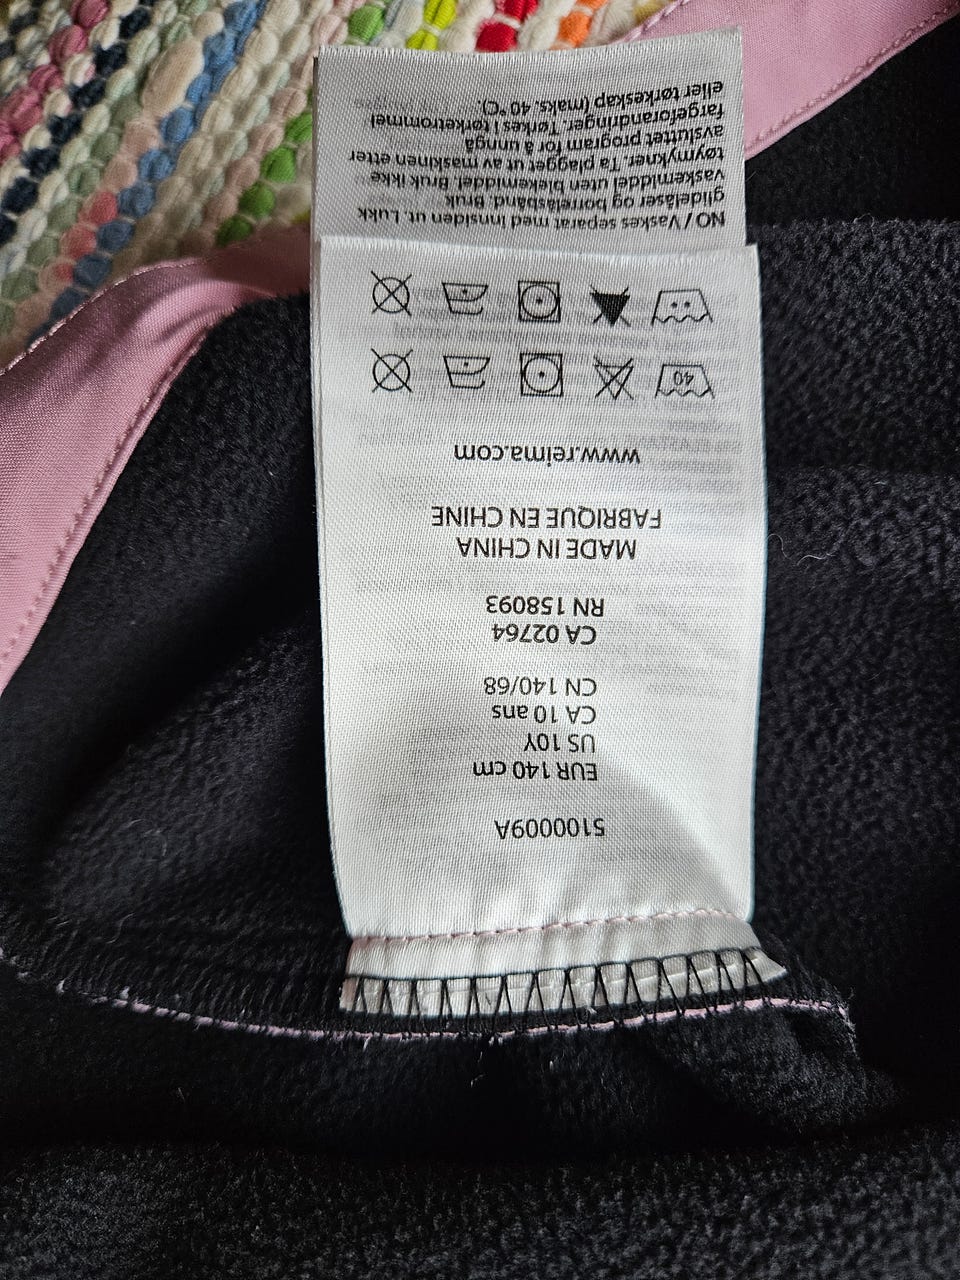 5100009A
EUR 140 cm
US 10Y
CA 10 ans
CN 140/68
CA 02764
RN 158093
MADE IN CHINA
FABRIQUE EN CHINE
www.reima.com
40
NO / Vaskes separat med innsiden ut. Lukk
glidelåser og borrelåsbånd. Bruk
vaskemiddel uten blekemiddel. Bruk ikke
tøymykner. Ta plagget ut av maskinen etter
avsluttet program for å unngå
fargeforandringer. Tørkes i tørketrommel
eller tørkeskap (maks. 40 °C).